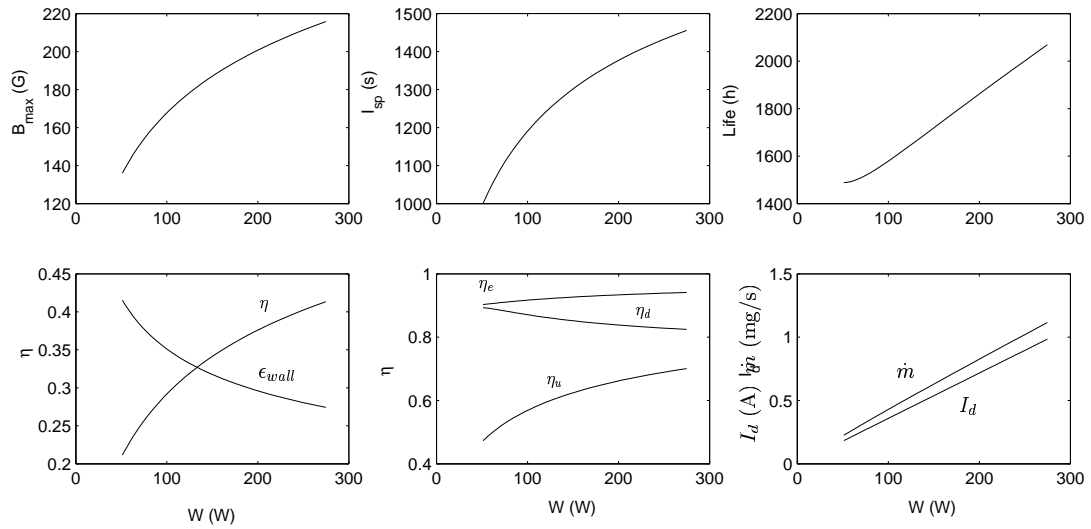 220
200
180
160
140
120
B_max (G)
0 100 200 300
1500
1400
1300
1200
1100
1000
I_sp (s)
0 100 200 300
2200
2000
1800
1600
1400
Life (h)
0 100 200 300
0.45
0.4
0.35
0.3
0.25
0.2
η
η
ϵ_wall
0 100 200 300
W (W)
1
0.8
0.6
0.4
η
η_e
η_d
η_u
0 100 200 300
W (W)
1.5
1
0.5
0
I_d (A) ṁ (mg/s)
ṁ
I_d
0 100 200 300
W (W)